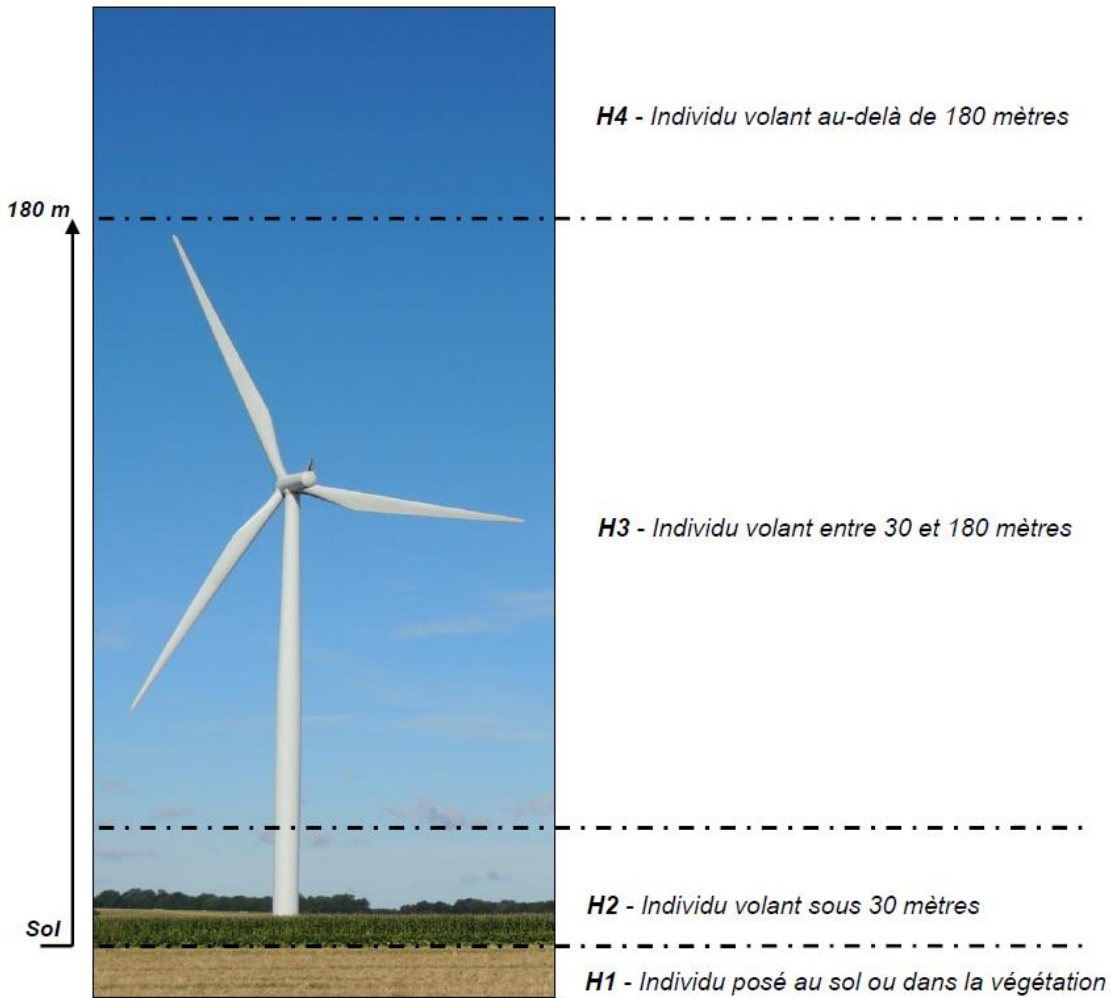 H4 - Individu volant au-delà de 180 mètres
180 m
H3 - Individu volant entre 30 et 180 mètres
H2 - Individu volant sous 30 mètres
Sol
H1 - Individu posé au sol ou dans la végétation